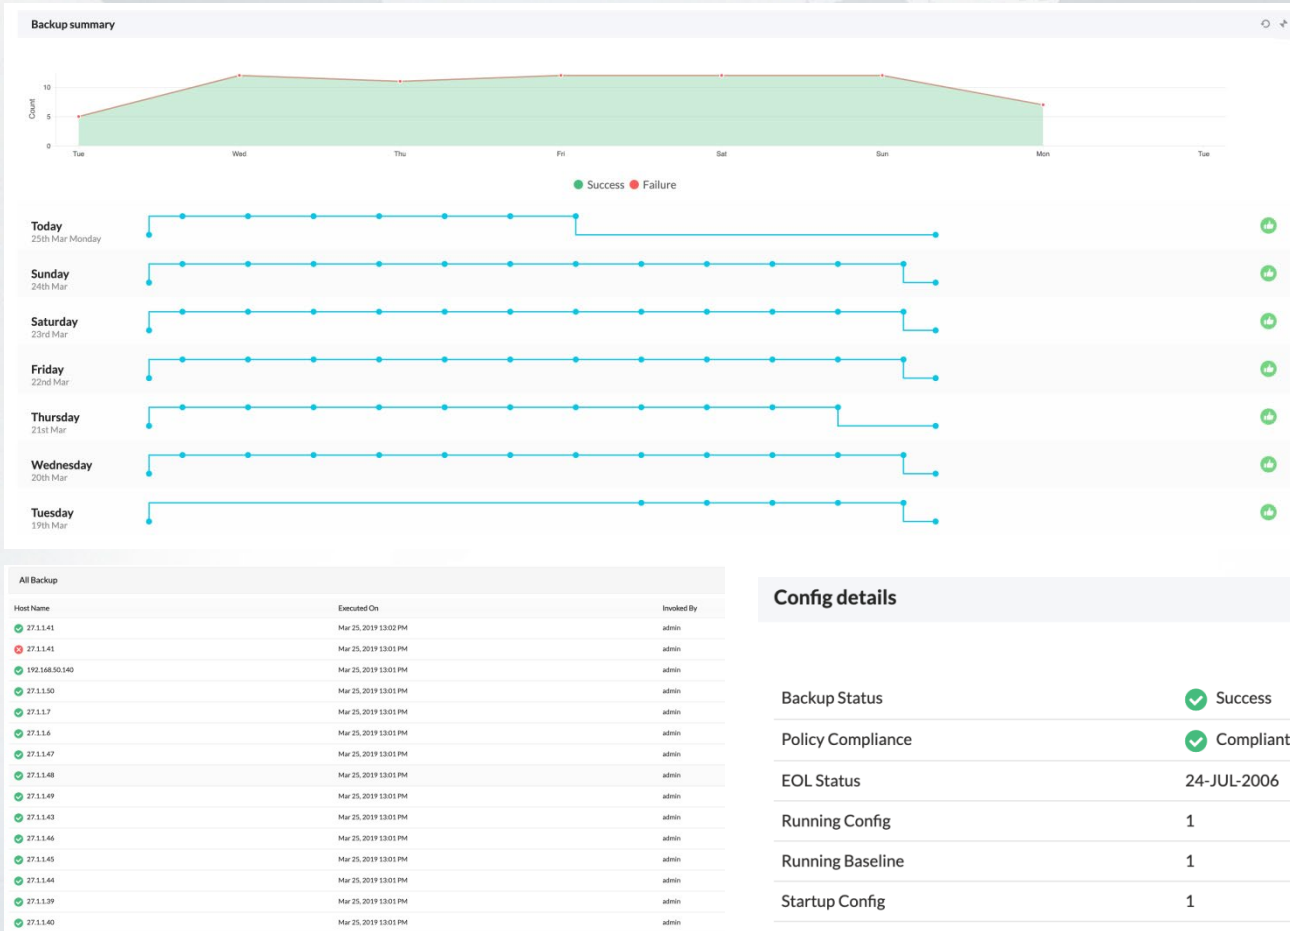 Backup summary
10
Count
5
0
Tue Wed Thu Fri Sat Sun Mon Tue
Success Failure
Today
25th Mar Monday
Sunday
24th Mar
Saturday
23rd Mar
Friday
22nd Mar
Thursday
21st Mar
Wednesday
20th Mar
Tuesday
19th Mar
All Backup
Host Name Executed On Invoked By
27.1.1.41 Mar 25, 2019 13:02 PM admin
27.1.1.41 Mar 25, 2019 13:01 PM admin
192.168.50.140 Mar 25, 2019 13:01 PM admin
27.1.1.50 Mar 25, 2019 13:01 PM admin
27.1.1.7 Mar 25, 2019 13:01 PM admin
27.1.1.6 Mar 25, 2019 13:01 PM admin
27.1.1.47 Mar 25, 2019 13:01 PM admin
27.1.1.48 Mar 25, 2019 13:01 PM admin
27.1.1.49 Mar 25, 2019 13:01 PM admin
27.1.1.43 Mar 25, 2019 13:01 PM admin
27.1.1.46 Mar 25, 2019 13:01 PM admin
27.1.1.45 Mar 25, 2019 13:01 PM admin
27.1.1.44 Mar 25, 2019 13:01 PM admin
27.1.1.39 Mar 25, 2019 13:01 PM admin
27.1.1.40 Mar 25, 2019 13:01 PM admin
Config details
Backup Status Success
Policy Compliance Compliant
EOL Status 24-JUL-2006
Running Config 1
Running Baseline 1
Startup Config 1